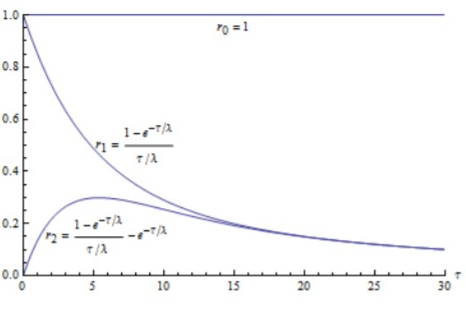 1.0
r₀ = 1
0.8
0.6
r₁ = (1 − e^(−τ/λ)) / (τ/λ)
0.4
0.2
r₂ = (1 − e^(−τ/λ)) / (τ/λ) − e^(−τ/λ)
0.0
0 5 10 15 20 25 30 τ